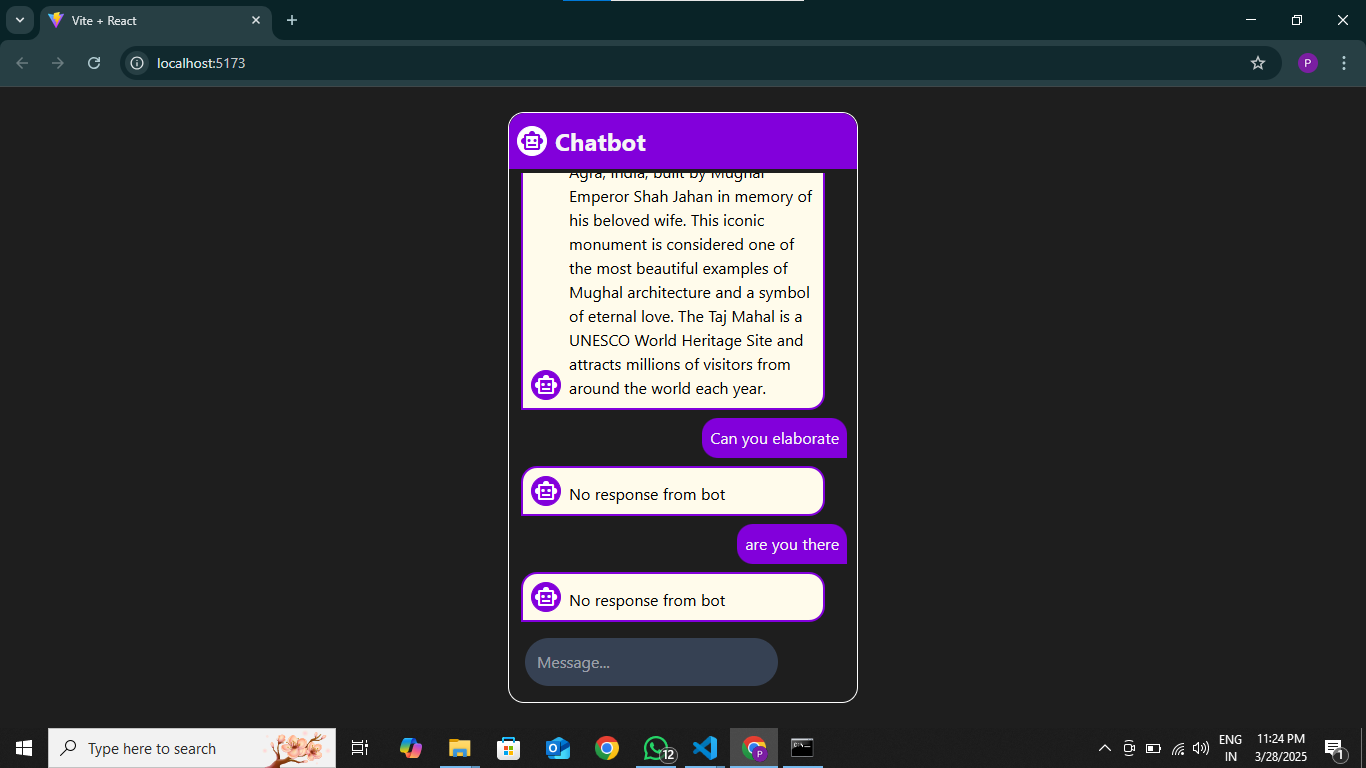 Vite + React
localhost:5173
P
Chatbot
Agra, India, built by Mughal
Emperor Shah Jahan in memory of
his beloved wife. This iconic
monument is considered one of
the most beautiful examples of
Mughal architecture and a symbol
of eternal love. The Taj Mahal is a
UNESCO World Heritage Site and
attracts millions of visitors from
around the world each year.
Can you elaborate
No response from bot
are you there
No response from bot
Message...
Type here to search
12
P
ENG
IN
11:24 PM
3/28/2025
1